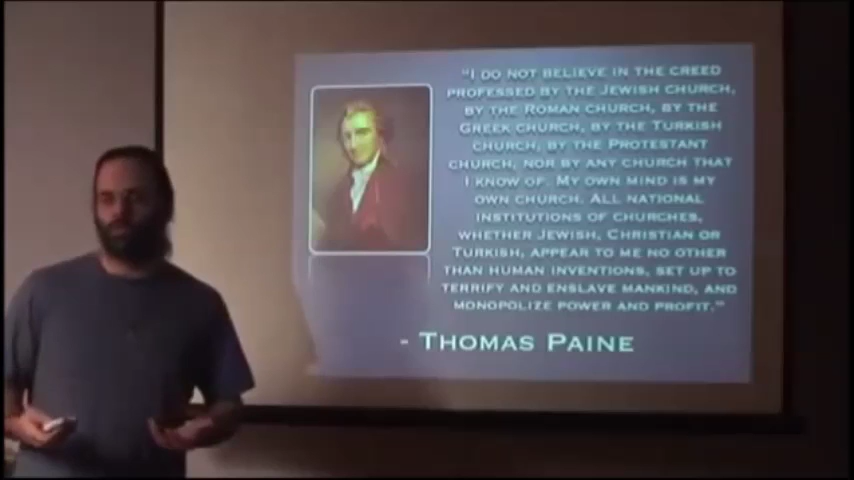 "I DO NOT BELIEVE IN THE CREED
PROFESSED BY THE JEWISH CHURCH,
BY THE ROMAN CHURCH, BY THE
GREEK CHURCH, BY THE TURKISH
CHURCH, BY THE PROTESTANT
CHURCH, NOR BY ANY CHURCH THAT
I KNOW OF. MY OWN MIND IS MY
OWN CHURCH. ALL NATIONAL
INSTITUTIONS OF CHURCHES,
WHETHER JEWISH, CHRISTIAN OR
TURKISH, APPEAR TO ME NO OTHER
THAN HUMAN INVENTIONS, SET UP TO
TERRIFY AND ENSLAVE MANKIND, AND
MONOPOLIZE POWER AND PROFIT."
- THOMAS PAINE